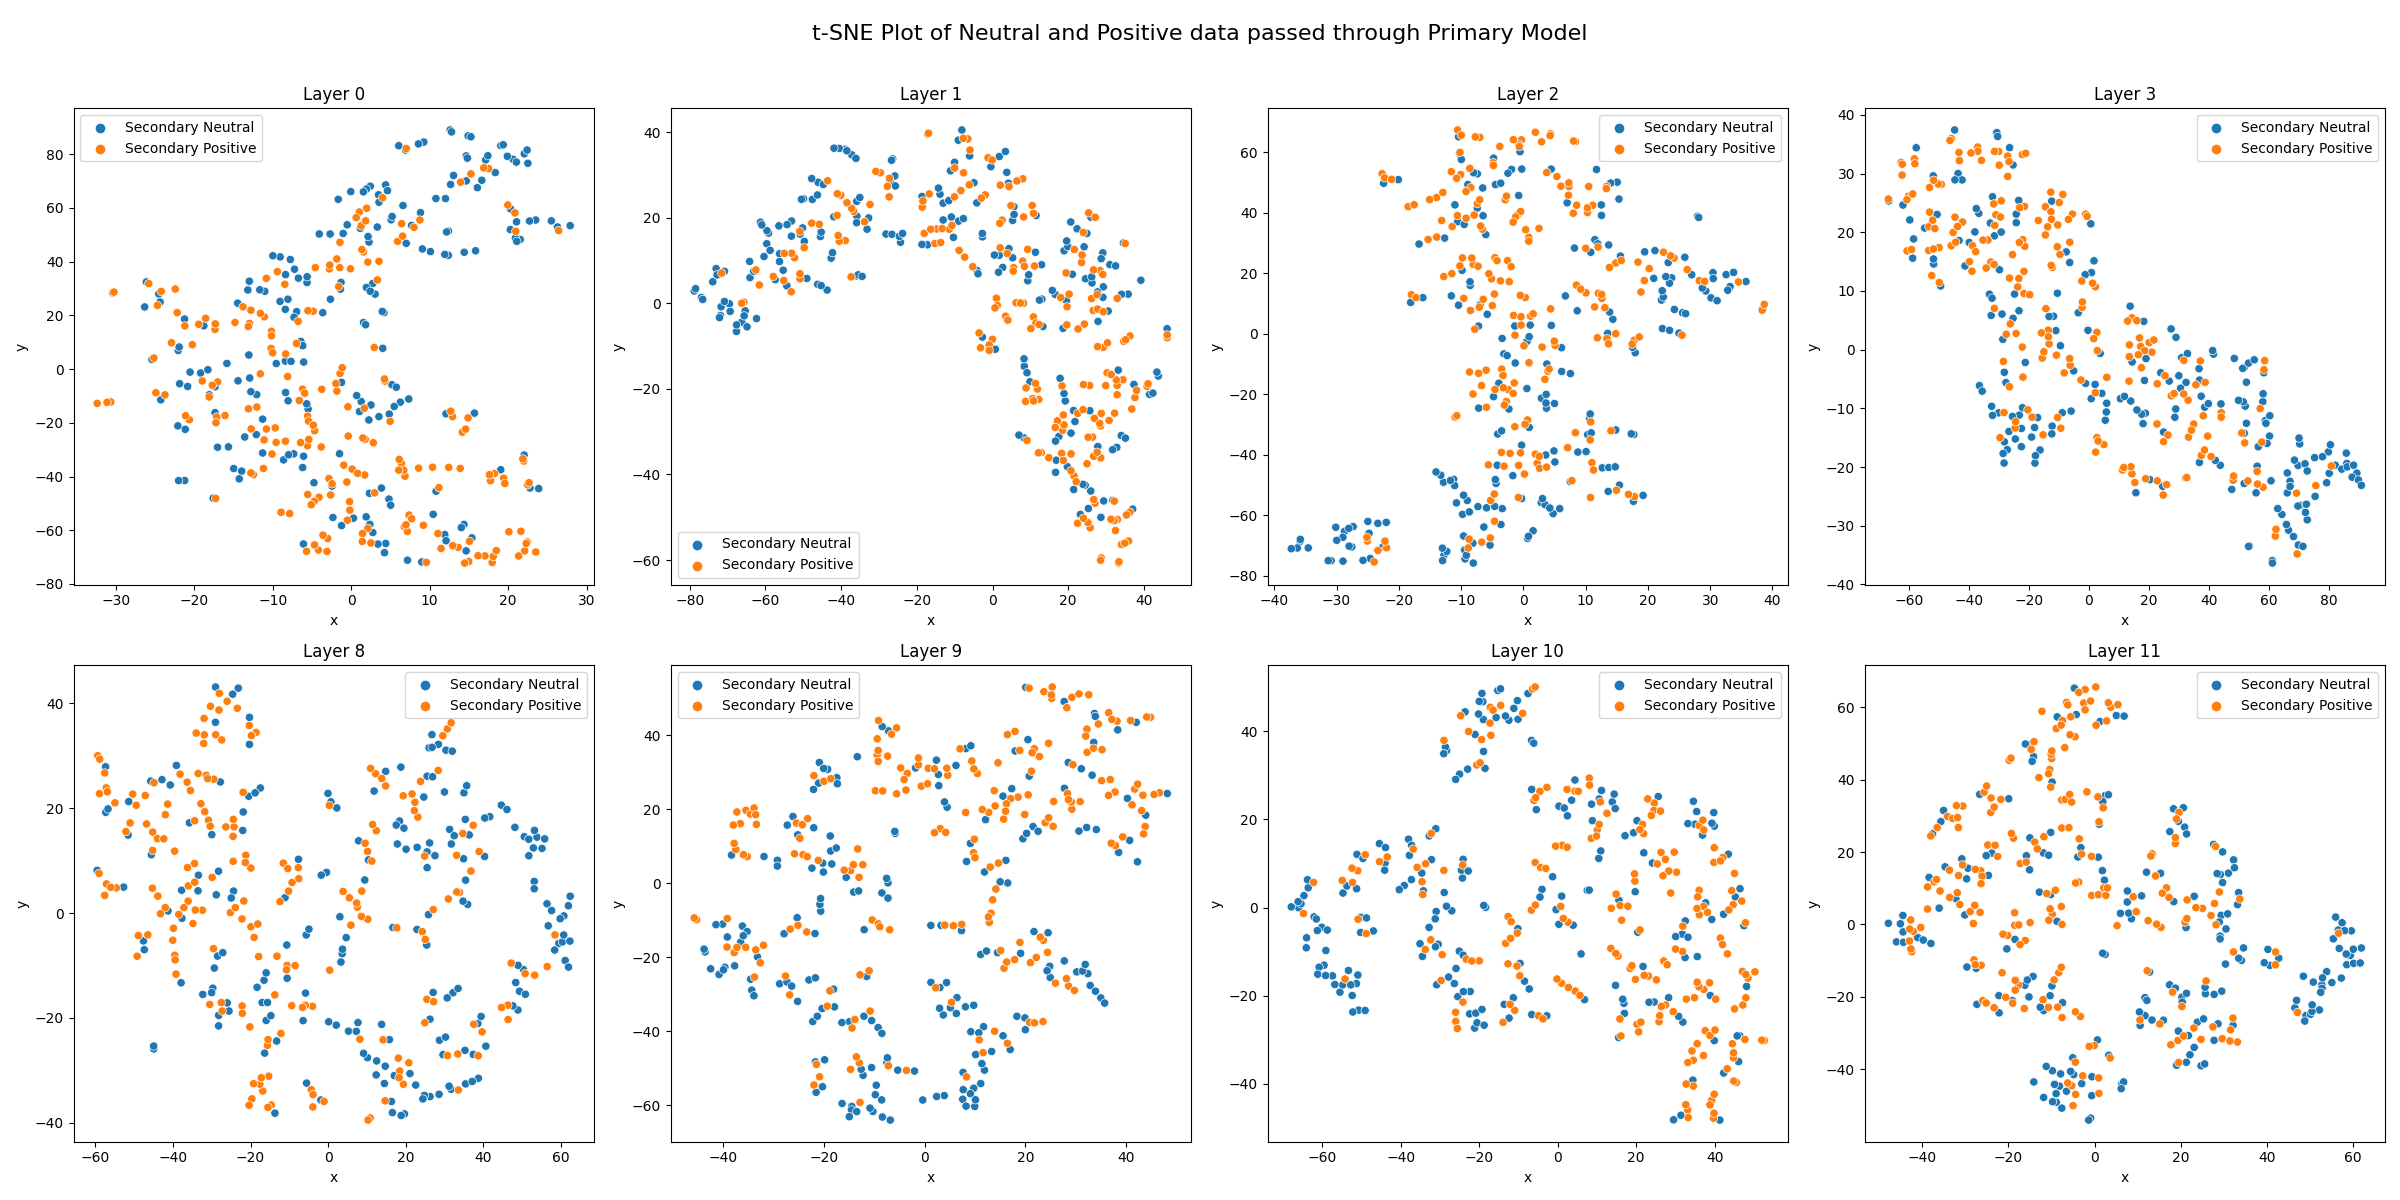 t-SNE Plot of Neutral and Positive data passed through Primary Model
Layer 0
Secondary Neutral
Secondary Positive
y
80
60
40
20
0
−20
−40
−60
−80
−30
−20
−10
0
10
20
30
x
Layer 1
Secondary Neutral
Secondary Positive
y
40
20
0
−20
−40
−60
−80
−60
−40
−20
0
20
40
x
Layer 2
Secondary Neutral
Secondary Positive
y
60
40
20
0
−20
−40
−60
−80
−40
−30
−20
−10
0
10
20
30
40
x
Layer 3
Secondary Neutral
Secondary Positive
y
40
30
20
10
0
−10
−20
−30
−40
−60
−40
−20
0
20
40
60
80
x
Layer 8
Secondary Neutral
Secondary Positive
y
40
20
0
−20
−40
−60
−40
−20
0
20
40
60
x
Layer 9
Secondary Neutral
Secondary Positive
y
40
20
0
−20
−40
−60
−40
−20
0
20
40
x
Layer 10
Secondary Neutral
Secondary Positive
y
40
20
0
−20
−40
−60
−40
−20
0
20
40
x
Layer 11
Secondary Neutral
Secondary Positive
y
60
40
20
0
−20
−40
−40
−20
0
20
40
60
x